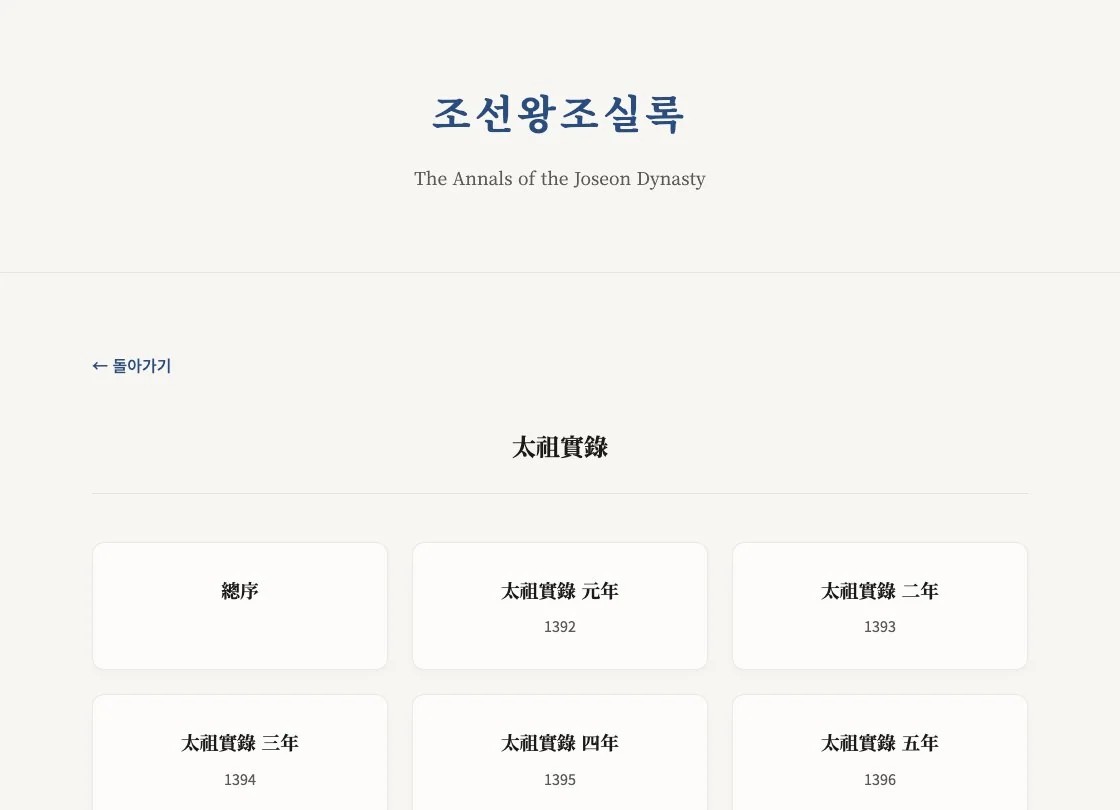 조선왕조실록
The Annals of the Joseon Dynasty
← 돌아가기
太祖實錄
總序
太祖實錄 元年
1392
太祖實錄 二年
1393
太祖實錄 三年
1394
太祖實錄 四年
1395
太祖實錄 五年
1396